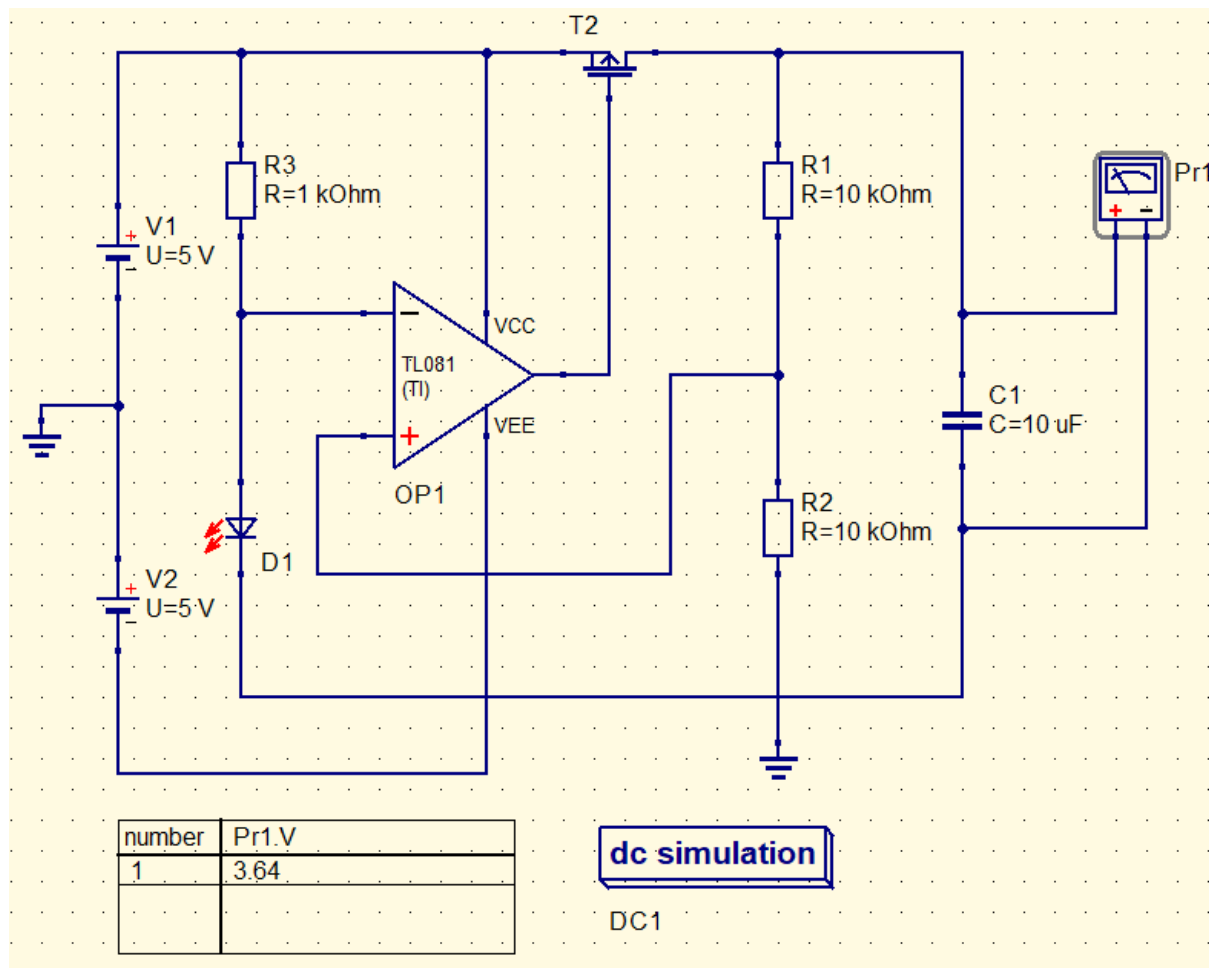 T2
R3
R=1 kOhm
R1
R=10 kOhm
Pr1
+ −
V1
U=5 V
+
−
−
VCC
TL081
(TI)
+
VEE
OP1
C1
C=10 uF
R2
R=10 kOhm
D1
V2
U=5 V
+
−
number Pr1.V
1 3.64
dc simulation
DC1